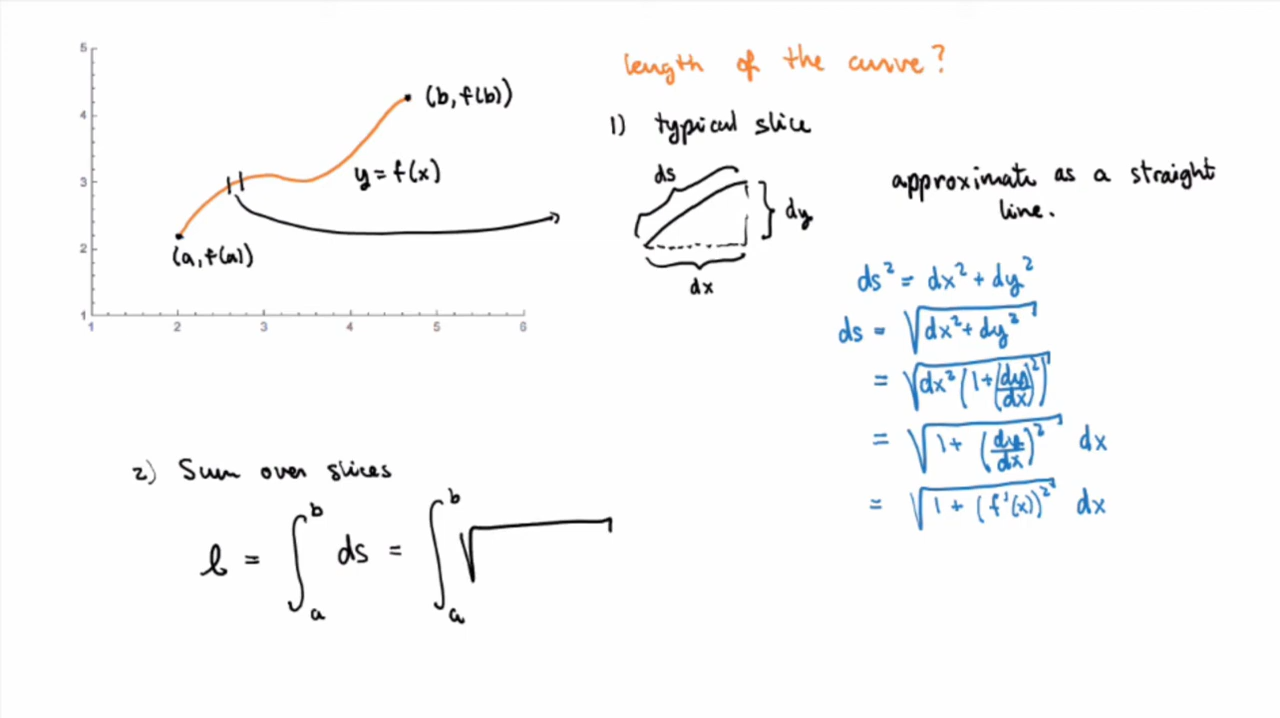 length of the curve?
5
4
3
2
1
1 2 3 4 5 6
(b, f(b))
y = f(x)
(a, f(a))
1) typical slice
ds
dy
dx
approximate as a straight
line.
ds² = dx² + dy²
ds = √(dx² + dy²)
= √(dx² (1 + (dy/dx)²))
= √(1 + (dy/dx)²) dx
= √(1 + (f'(x))²) dx
2) Sum over slices
l = ∫_a^b ds = ∫_a^b √